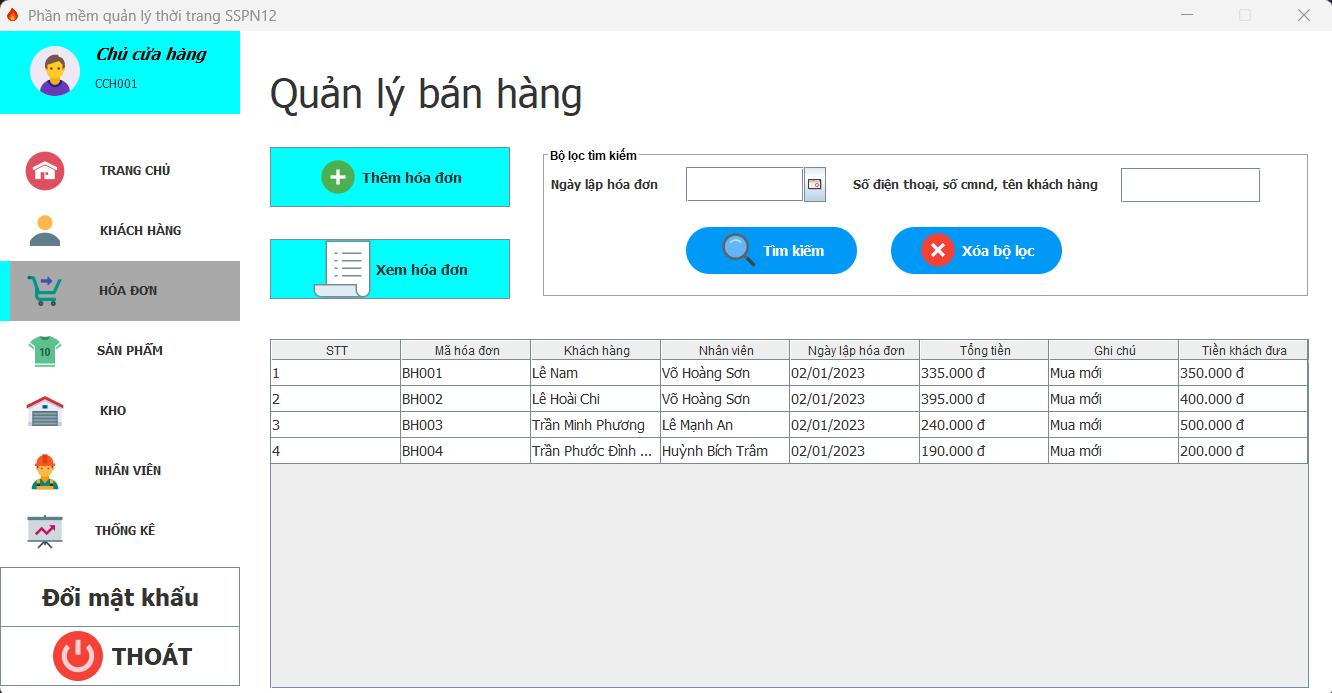 Phần mềm quản lý thời trang SSPN12
Chủ cửa hàng
CCH001
TRANG CHỦ
KHÁCH HÀNG
HÓA ĐƠN
10
SẢN PHẨM
KHO
NHÂN VIÊN
THỐNG KÊ
Đổi mật khẩu
THOÁT
Quản lý bán hàng
Thêm hóa đơn
Xem hóa đơn
Bộ lọc tìm kiếm
Ngày lập hóa đơn
Số điện thoại, số cmnd, tên khách hàng
Tìm kiếm
Xóa bộ lọc
STT Mã hóa đơn Khách hàng Nhân viên Ngày lập hóa đơn Tổng tiền Ghi chú Tiền khách đưa
1 BH001 Lê Nam Võ Hoàng Sơn 02/01/2023 335.000 đ Mua mới 350.000 đ
2 BH002 Lê Hoài Chi Võ Hoàng Sơn 02/01/2023 395.000 đ Mua mới 400.000 đ
3 BH003 Trần Minh Phương Lê Mạnh An 02/01/2023 240.000 đ Mua mới 500.000 đ
4 BH004 Trần Phước Đình ... Huỳnh Bích Trâm 02/01/2023 190.000 đ Mua mới 200.000 đ